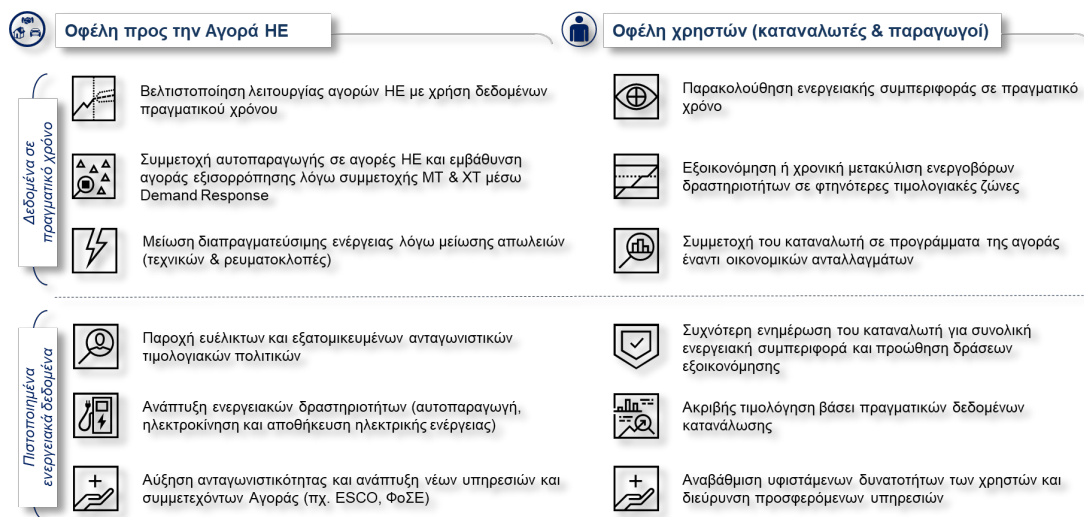 Οφέλη προς την Αγορά ΗΕ
Οφέλη χρηστών (καταναλωτές & παραγωγοί)
Δεδομένα σε
πραγματικό χρόνο
Βελτιστοποίηση λειτουργίας αγορών ΗΕ με χρήση δεδομένων
πραγματικού χρόνου
Συμμετοχή αυτοπαραγωγής σε αγορές ΗΕ και εμβάθυνση
αγοράς εξισορρόπησης λόγω συμμετοχής ΜΤ & ΧΤ μέσω
Demand Response
Μείωση διαπραγματεύσιμης ενέργειας λόγω μείωσης απωλειών
(τεχνικών & ρευματοκλοπές)
Παρακολούθηση ενεργειακής συμπεριφοράς σε πραγματικό
χρόνο
Εξοικονόμηση ή χρονική μετακύλιση ενεργοβόρων
δραστηριοτήτων σε φτηνότερες τιμολογιακές ζώνες
Συμμετοχή του καταναλωτή σε προγράμματα της αγοράς
έναντι οικονομικών ανταλλαγμάτων
Πιστοποιημένα
ενεργειακά δεδομένα
Παροχή ευέλικτων και εξατομικευμένων ανταγωνιστικών
τιμολογιακών πολιτικών
Ανάπτυξη ενεργειακών δραστηριοτήτων (αυτοπαραγωγή,
ηλεκτροκίνηση και αποθήκευση ηλεκτρικής ενέργειας)
Αύξηση ανταγωνιστικότητας και ανάπτυξη νέων υπηρεσιών και
συμμετεχόντων Αγοράς (πχ. ESCO, ΦοΣΕ)
Συχνότερη ενημέρωση του καταναλωτή για συνολική
ενεργειακή συμπεριφορά και προώθηση δράσεων
εξοικονόμησης
Ακριβής τιμολόγηση βάσει πραγματικών δεδομένων
κατανάλωσης
Αναβάθμιση υφιστάμενων δυνατοτήτων των χρηστών και
διεύρυνση προσφερόμενων υπηρεσιών